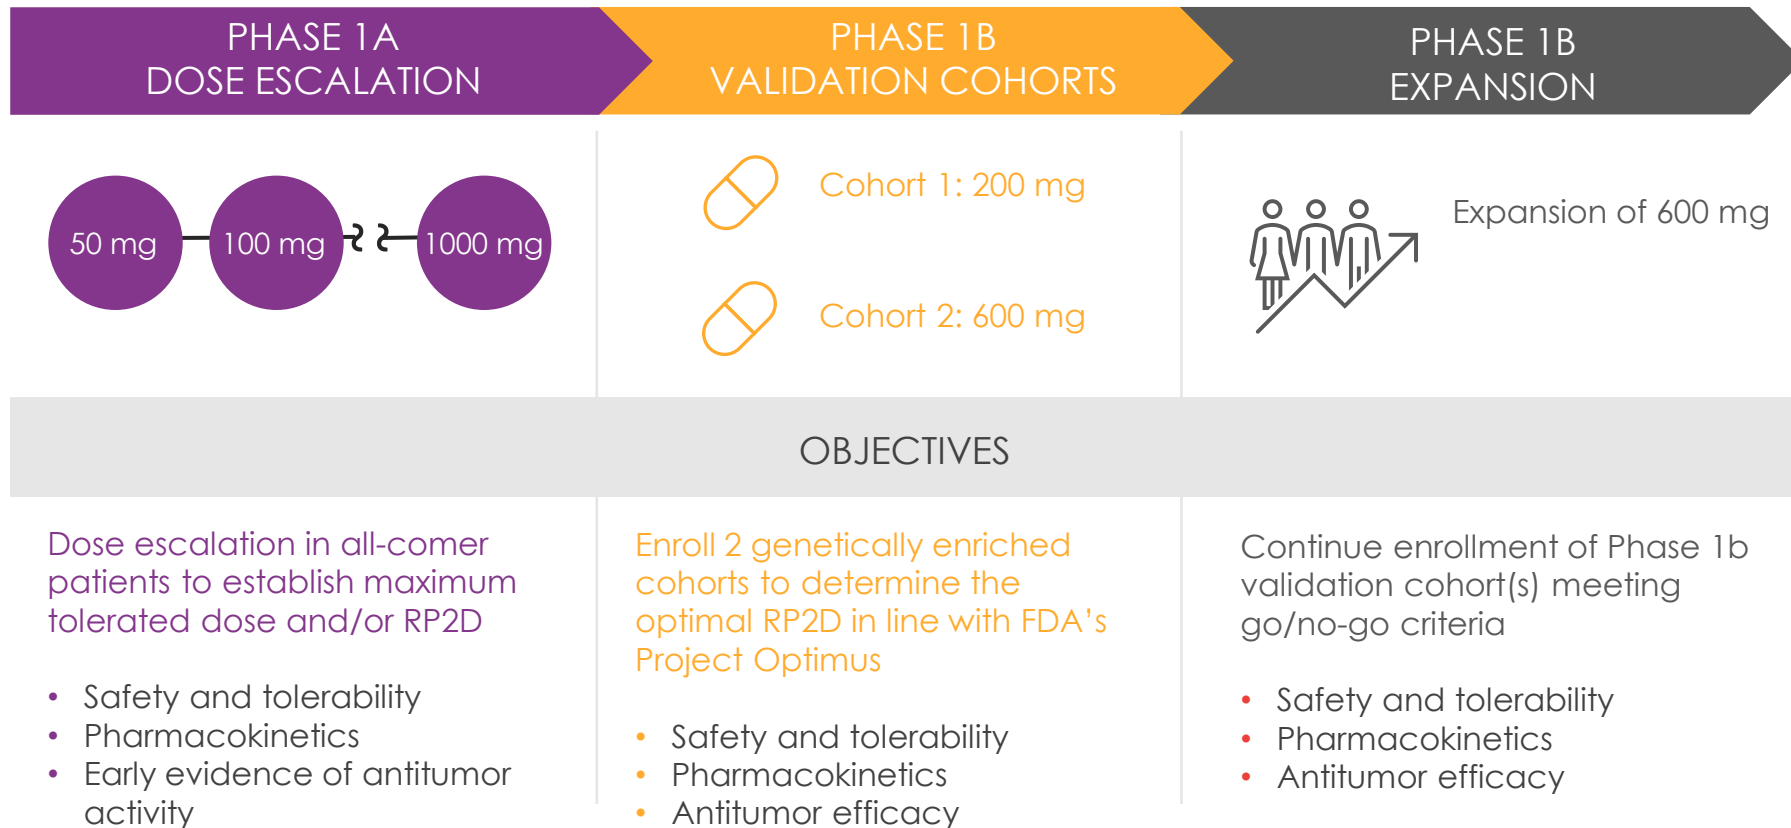 PHASE 1A
DOSE ESCALATION
PHASE 1B
VALIDATION COHORTS
PHASE 1B
EXPANSION
50 mg
100 mg
1000 mg
Cohort 1: 200 mg
Cohort 2: 600 mg
Expansion of 600 mg
OBJECTIVES
Dose escalation in all-comer
patients to establish maximum
tolerated dose and/or RP2D
• Safety and tolerability
• Pharmacokinetics
• Early evidence of antitumor
activity
Enroll 2 genetically enriched
cohorts to determine the
optimal RP2D in line with FDA’s
Project Optimus
• Safety and tolerability
• Pharmacokinetics
• Antitumor efficacy
Continue enrollment of Phase 1b
validation cohort(s) meeting
go/no-go criteria
• Safety and tolerability
• Pharmacokinetics
• Antitumor efficacy